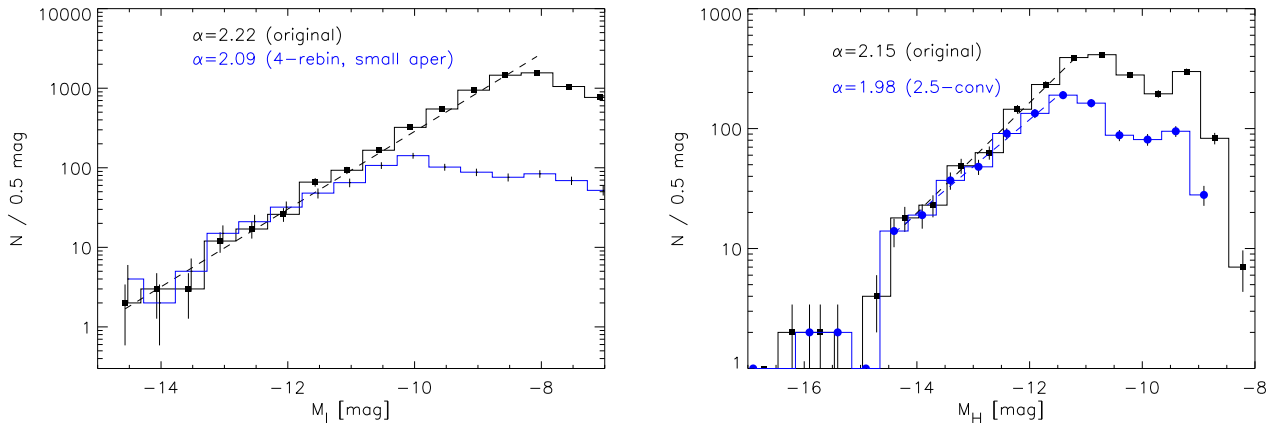 10000
1000
100
10
1
N / 0.5 mag
α=2.22 (original)
α=2.09 (4-rebin, small aper)
−14
−12
−10
−8
M_I [mag]
1000
100
10
1
N / 0.5 mag
α=2.15 (original)
α=1.98 (2.5-conv)
−16
−14
−12
−10
−8
M_H [mag]